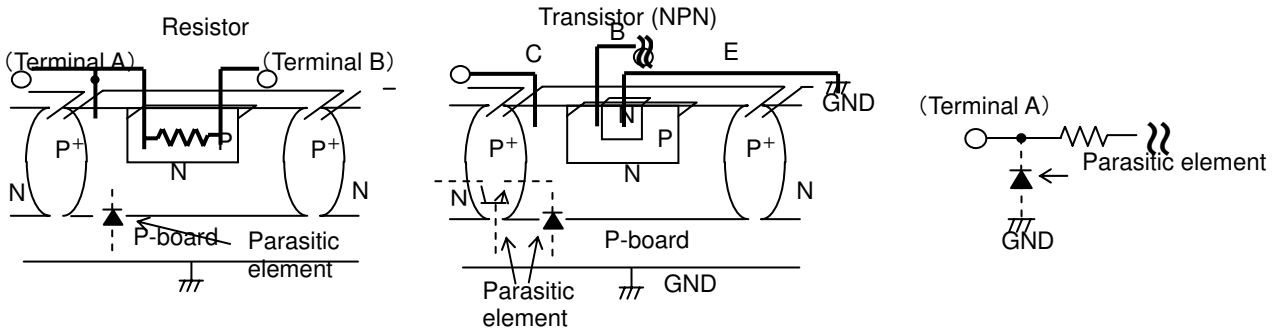 Resistor
（Terminal A）
（Terminal B）
P+
P
P+
N
N
N
P-board
Parasitic
element
Transistor (NPN)
C
B
E
GND
P+
N
P
P+
N
N
N
P-board
GND
Parasitic
element
（Terminal A）
Parasitic element
GND